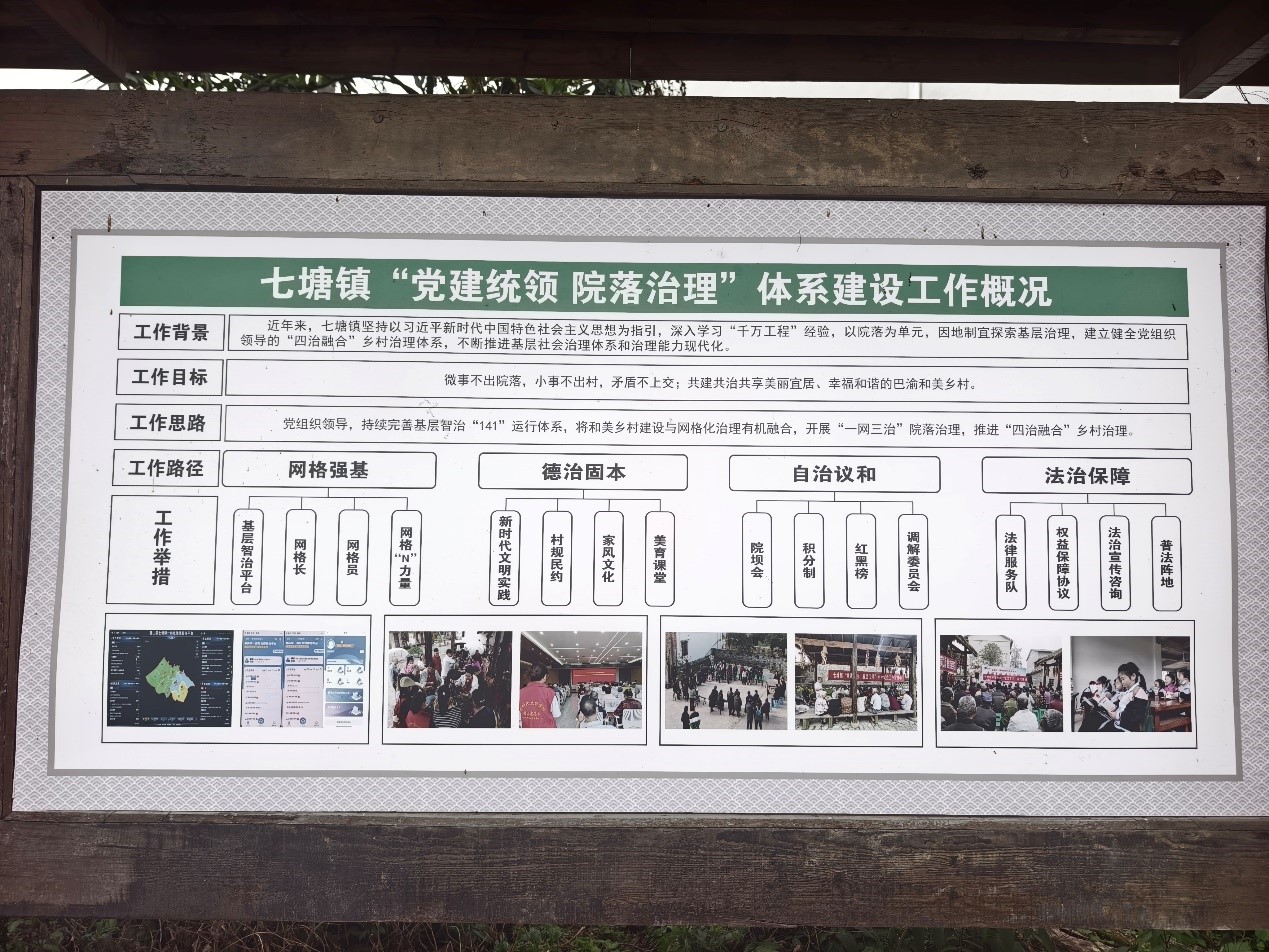 七塘镇“党建统领 院落治理”体系建设工作概况
工作背景
近年来，七塘镇坚持以习近平新时代中国特色社会主义思想为指引，深入学习“千万工程”经验，以院落为单元，因地制宜探索基层治理，建立健全党组织
领导的“四治融合”乡村治理体系，不断推进基层社会治理体系和治理能力现代化。
工作目标
微事不出院落，小事不出村，矛盾不上交；共建共治共享美丽宜居、幸福和谐的巴渝和美乡村。
工作思路
党组织领导，持续完善基层智治“141”运行体系，将和美乡村建设与网格化治理有机融合，开展“一网三治”院落治理，推进“四治融合”乡村治理。
工作路径
网格强基
德治固本
自治议和
法治保障
工作举措
基层智治平台
网格长
网格员
网格“N”力量
新时代文明实践
村规民约
家风文化
美育课堂
院坝会
积分制
红黑榜
调解委员会
法律服务队
权益保障协议
法治宣传咨询
普法阵地